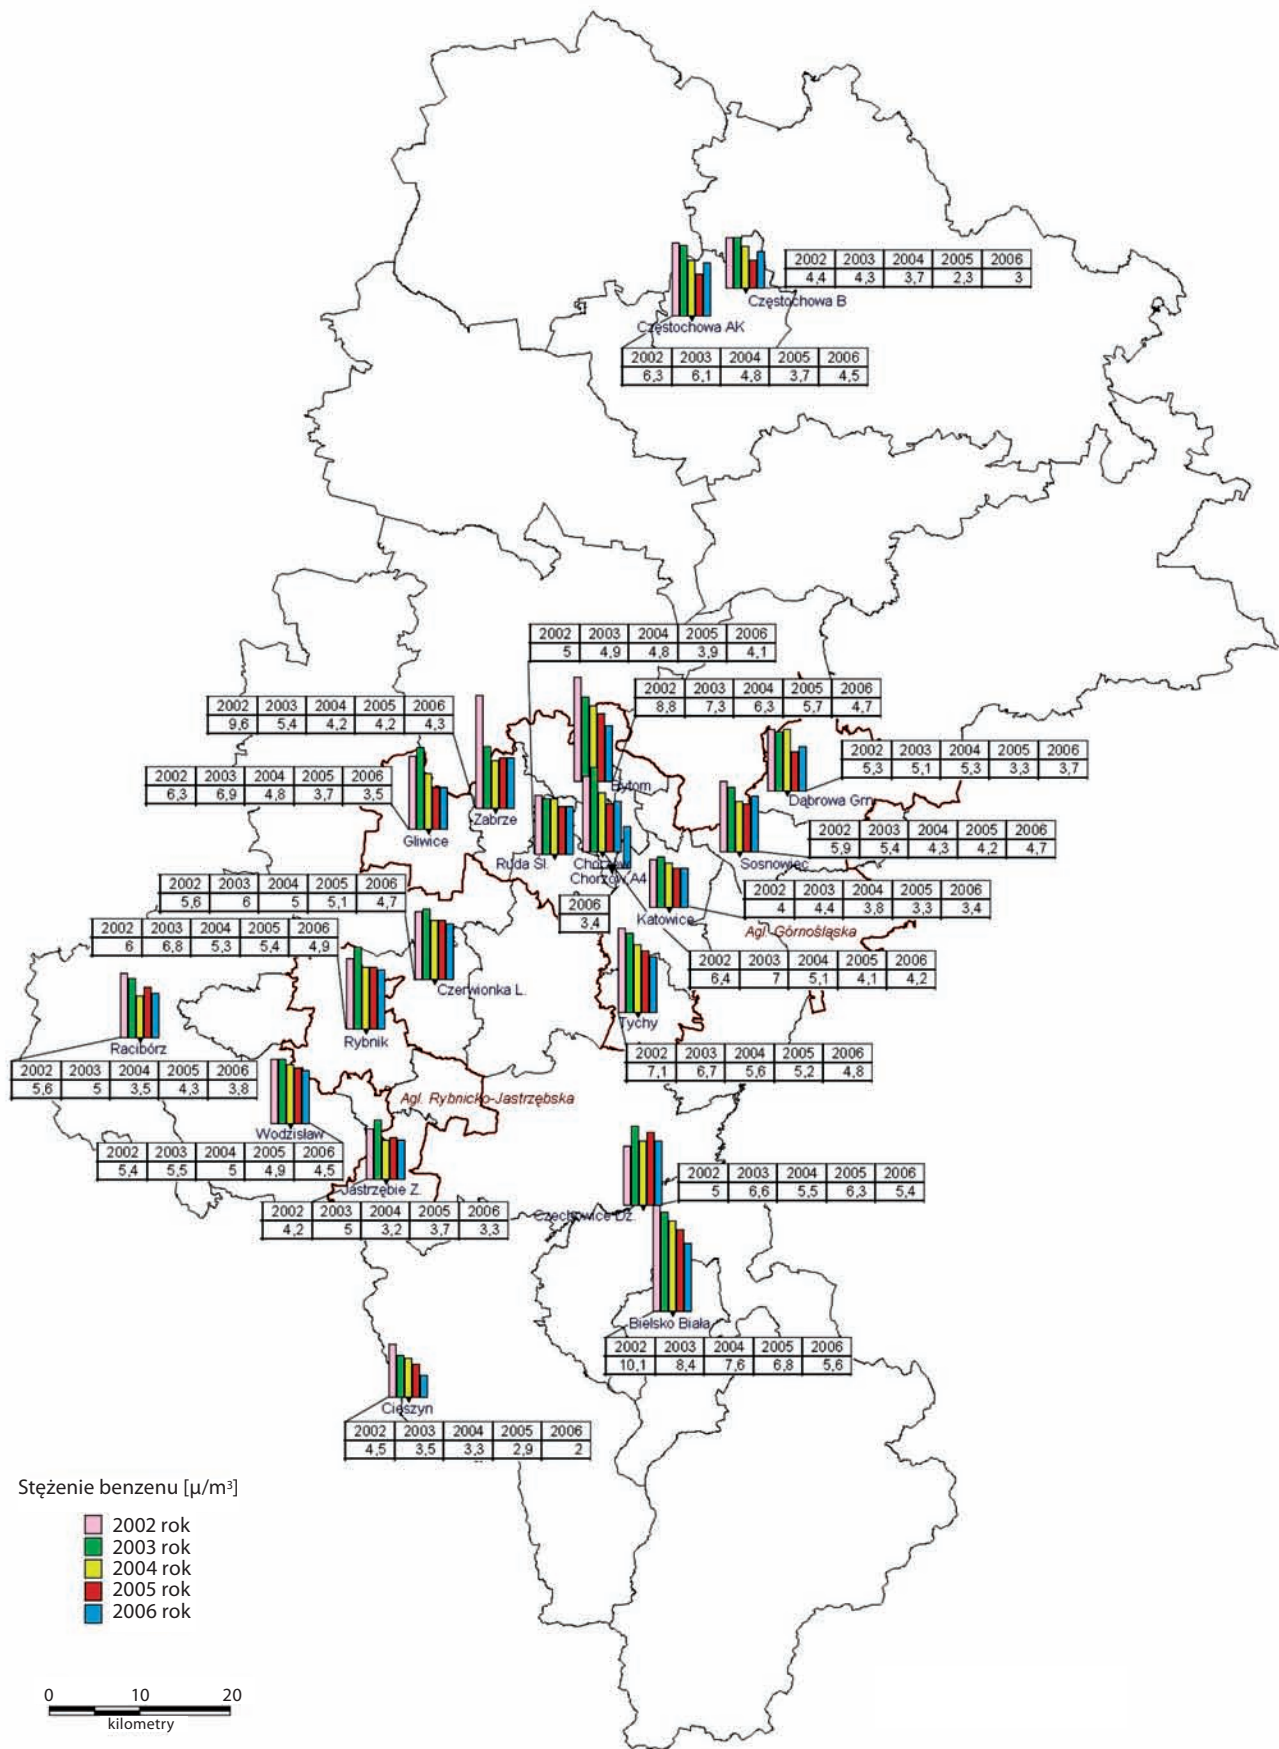 2002 2003 2004 2005 2006
4,4 4,3 3,7 2,3 3
Częstochowa B
Częstochowa AK
2002 2003 2004 2005 2006
6,3 6,1 4,8 3,7 4,5
2002 2003 2004 2005 2006
5 4,9 4,8 3,9 4,1
2002 2003 2004 2005 2006
8,8 7,3 6,3 5,7 4,7
2002 2003 2004 2005 2006
9,6 5,4 4,2 4,2 4,3
2002 2003 2004 2005 2006
5,3 5,1 5,3 3,3 3,7
2002 2003 2004 2005 2006
6,3 6,9 4,8 3,7 3,5
Bytom
Dąbrowa Grn.
Zabrze
Gliwice
2002 2003 2004 2005 2006
5,9 5,4 4,3 4,2 4,7
Ruda Śl.
Chorzów
Sosnowiec
Chorzów A4
2002 2003 2004 2005 2006
5,6 6 5 5,1 4,7
2002 2003 2004 2005 2006
4 4,4 3,8 3,3 3,4
2006
3,4
Katowice
Agl. Górnośląska
2002 2003 2004 2005 2006
6 6,8 5,3 5,4 4,9
2002 2003 2004 2005 2006
6,4 7 5,1 4,1 4,2
Czerwionka L.
Tychy
Rybnik
Racibórz
2002 2003 2004 2005 2006
7,1 6,7 5,6 5,2 4,8
2002 2003 2004 2005 2006
5,6 5 3,5 4,3 3,8
Agl. Rybnicko-Jastrzębska
Wodzisław
2002 2003 2004 2005 2006
5,4 5,5 5 4,9 4,5
2002 2003 2004 2005 2006
5 6,6 5,5 6,3 5,4
Jastrzębie Z.
2002 2003 2004 2005 2006
4,2 5 3,2 3,7 3,3
Czechowice Dz.
Bielsko Biała
2002 2003 2004 2005 2006
10,1 8,4 7,6 6,8 5,6
Cieszyn
2002 2003 2004 2005 2006
4,5 3,5 3,3 2,9 2
Stężenie benzenu [µ/m³]
2002 rok
2003 rok
2004 rok
2005 rok
2006 rok
0 10 20
kilometry